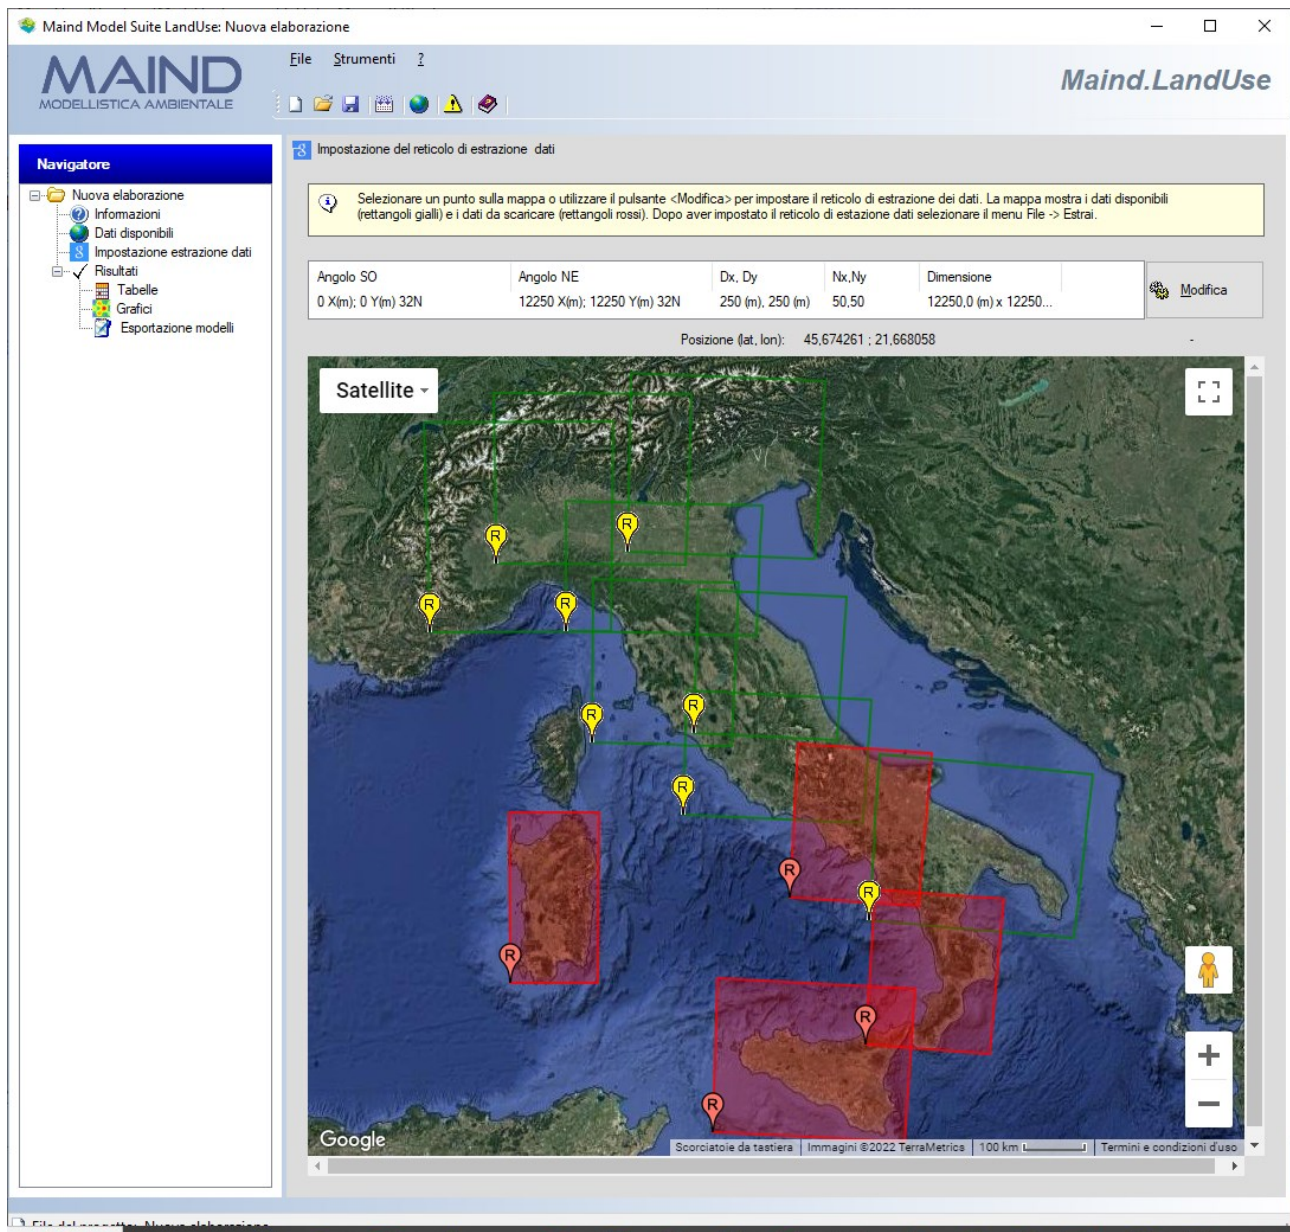 Maind Model Suite LandUse: Nuova elaborazione
MAIND
MODELLISTICA AMBIENTALE
File Strumenti ?
Maind.LandUse
Navigatore
Nuova elaborazione
Informazioni
Dati disponibili
Impostazione estrazione dati
Risultati
Tabelle
Grafici
Esportazione modelli
Impostazione del reticolo di estrazione dati
Selezionare un punto sulla mappa o utilizzare il pulsante <Modifica> per impostare il reticolo di estrazione dei dati. La mappa mostra i dati disponibili
(rettangoli gialli) e i dati da scaricare (rettangoli rossi). Dopo aver impostato il reticolo di estazione dati selezionare il menu File -> Estrai.
Angolo SO Angolo NE Dx, Dy Nx,Ny Dimensione
0 X(m); 0 Y(m) 32N 12250 X(m); 12250 Y(m) 32N 250 (m), 250 (m) 50,50 12250,0 (m) x 12250...
Modifica
Posizione (lat, lon): 45,674261 ; 21,668058 -
Satellite
R
R
R
R
R
R
R
R
R
R
R
R
Google
Scorciatoie da tastiera Immagini ©2022 TerraMetrics 100 km Termini e condizioni d'uso
File del progetto: Nuova elaborazione